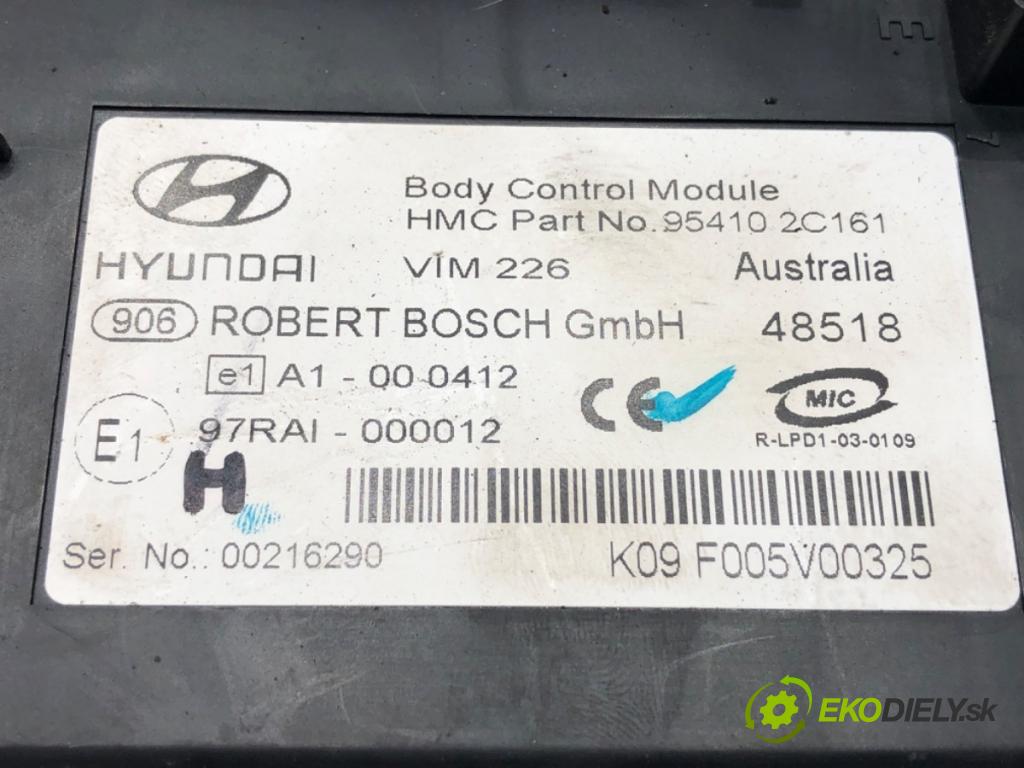 E
Body Control Module
HMC Part No. 95410 2C161
HYUNDAI VIM 226 Australia
906 ROBERT BOSCH GmbH 48518
e1 A1 - 00 0412
CE MIC
E1 97RAI - 000012
R-LPD1-03-0109
H
Ser. No.: 00216290 K09 F005V00325
EKODIELY.sk